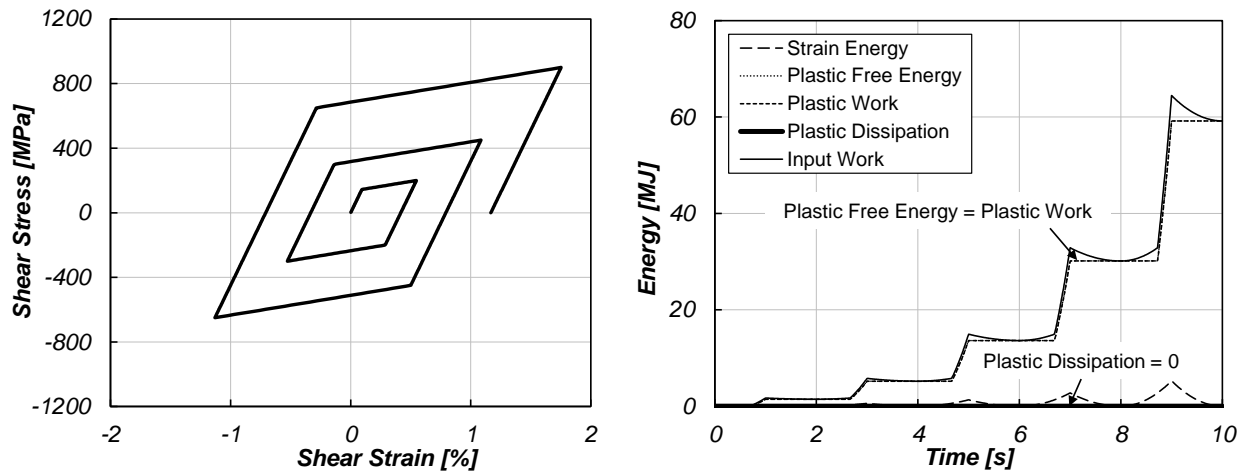 1200
800
400
0
-400
-800
-1200
-2
-1
0
1
2
Shear Stress [MPa]
Shear Strain [%]
80
60
40
20
0
0
2
4
6
8
10
Energy [MJ]
Time [s]
Strain Energy
Plastic Free Energy
Plastic Work
Plastic Dissipation
Input Work
Plastic Free Energy = Plastic Work
Plastic Dissipation = 0